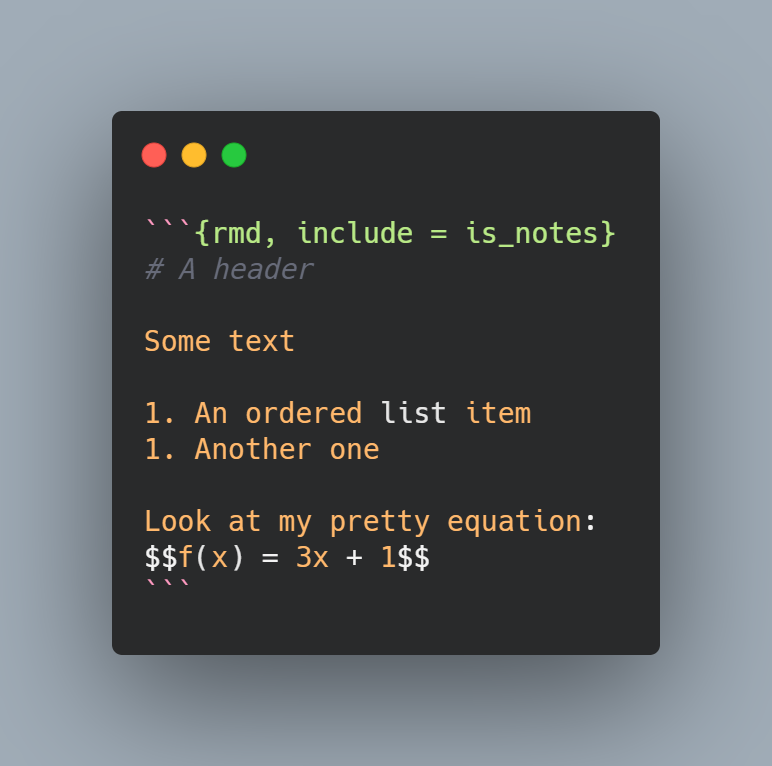 ```{rmd, include = is_notes}
# A header
Some text
1. An ordered list item
1. Another one
Look at my pretty equation:
$$f(x) = 3x + 1$$
```